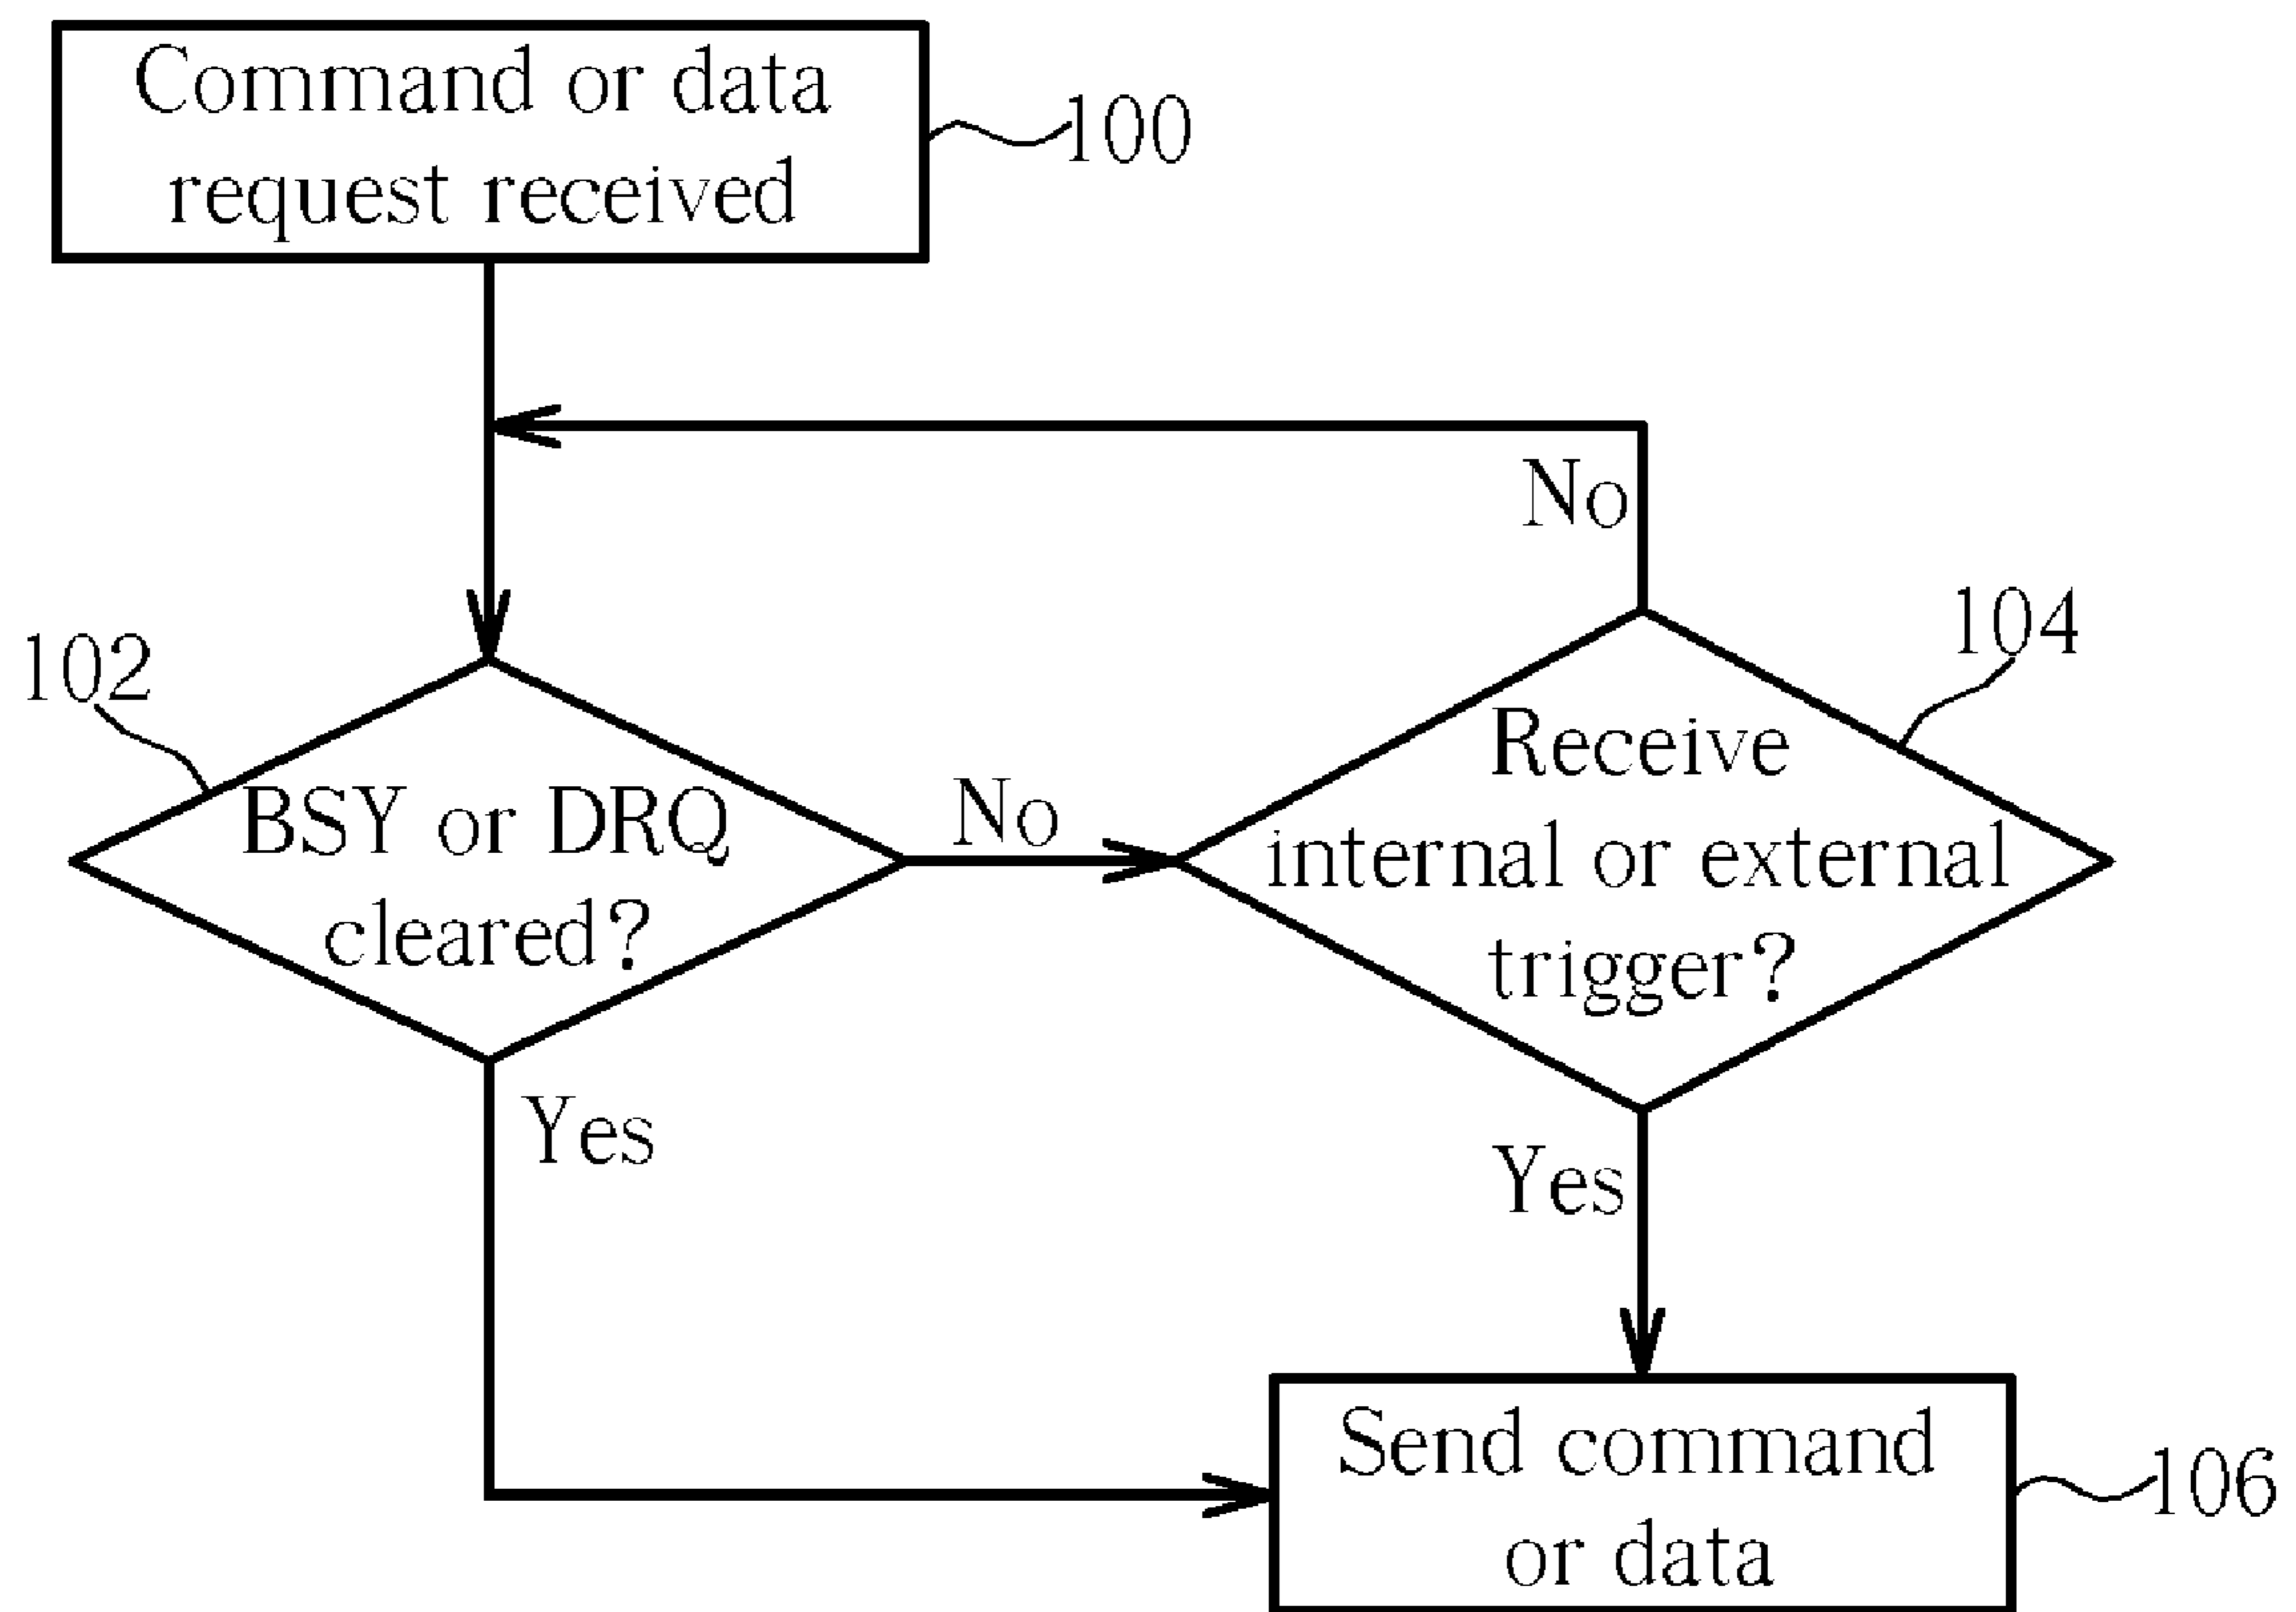 Command or data
request received
100
No
104
102
Receive
BSY or DRQ
No
internal or external
cleared?
trigger?
Yes
Yes
Send command
or data
106